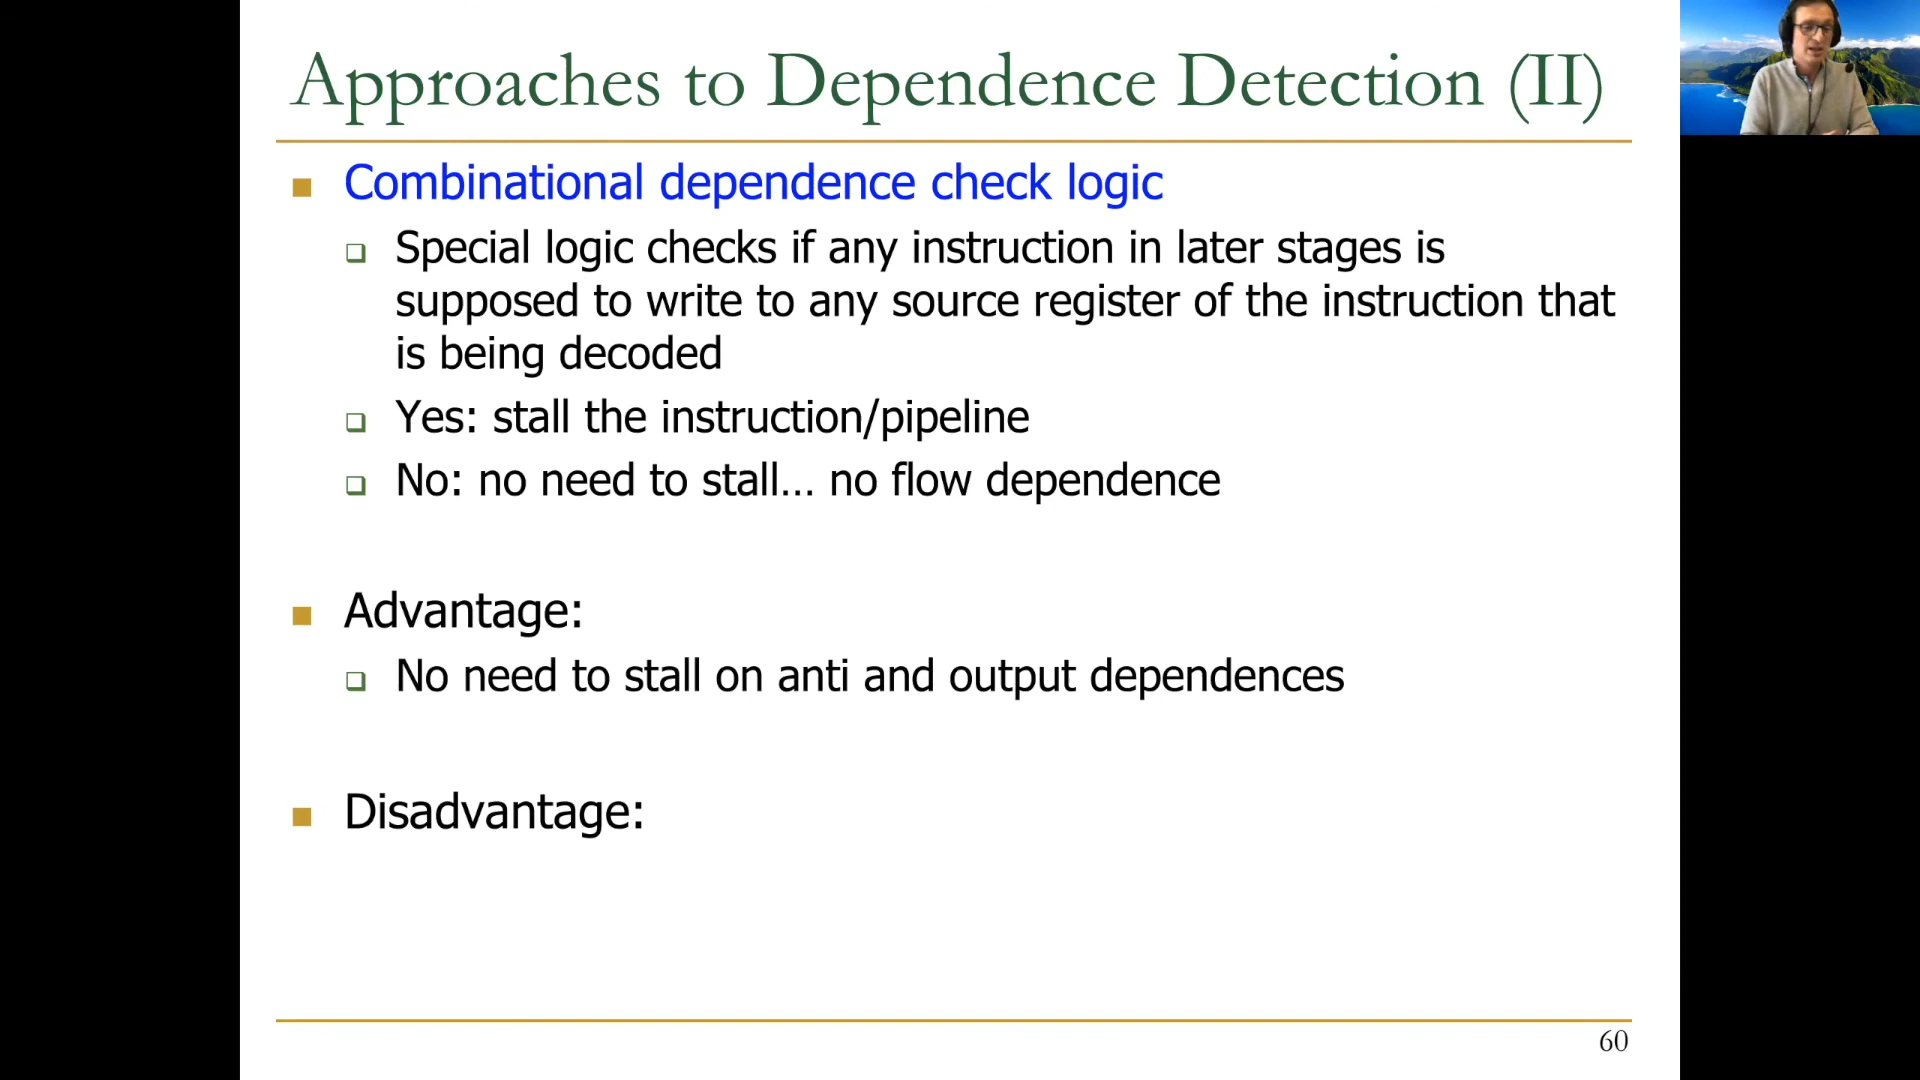 Approaches to Dependence Detection (II)
Combinational dependence check logic
Special logic checks if any instruction in later stages is
supposed to write to any source register of the instruction that
is being decoded
Yes: stall the instruction/pipeline
No: no need to stall… no flow dependence
Advantage:
No need to stall on anti and output dependences
Disadvantage:
60